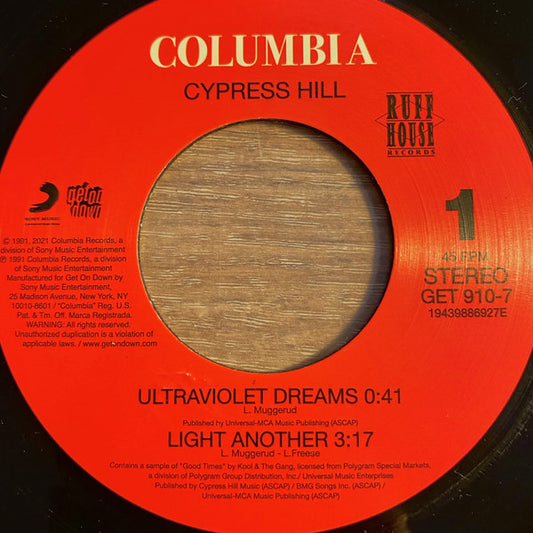 COLUMBIA
CYPRESS HILL
RUFF
HOUSE
RECORDS
SONY MUSIC
get on
down
1
© 1991, 2021 Columbia Records, a
division of Sony Music Entertainment
℗ 1991 Columbia Records, a division of
Sony Music Entertainment
Manufactured for Get On Down by
Sony Music Entertainment,
25 Madison Avenue, New York, NY
10010-8601 / "Columbia" Reg. U.S.
Pat. & Tm. Off. Marca Registrada.
WARNING: All rights reserved.
Unauthorized duplication is a violation of
applicable laws. / www.getondown.com
45 RPM
STEREO
GET 910-7
19439886927E
ULTRAVIOLET DREAMS 0:41
L. Muggerud
Published by Universal-MCA Music Publishing (ASCAP)
LIGHT ANOTHER 3:17
L. Muggerud - L.Freese
Contains a sample of "Good Times" by Kool & The Gang, licensed from Polygram Special Markets,
a division of Polygram Group Distribution, Inc./ Universal Music Enterprises
Published by Cypress Hill Music (ASCAP) / BMG Songs Inc. (ASCAP) /
Universal-MCA Music Publishing (ASCAP)